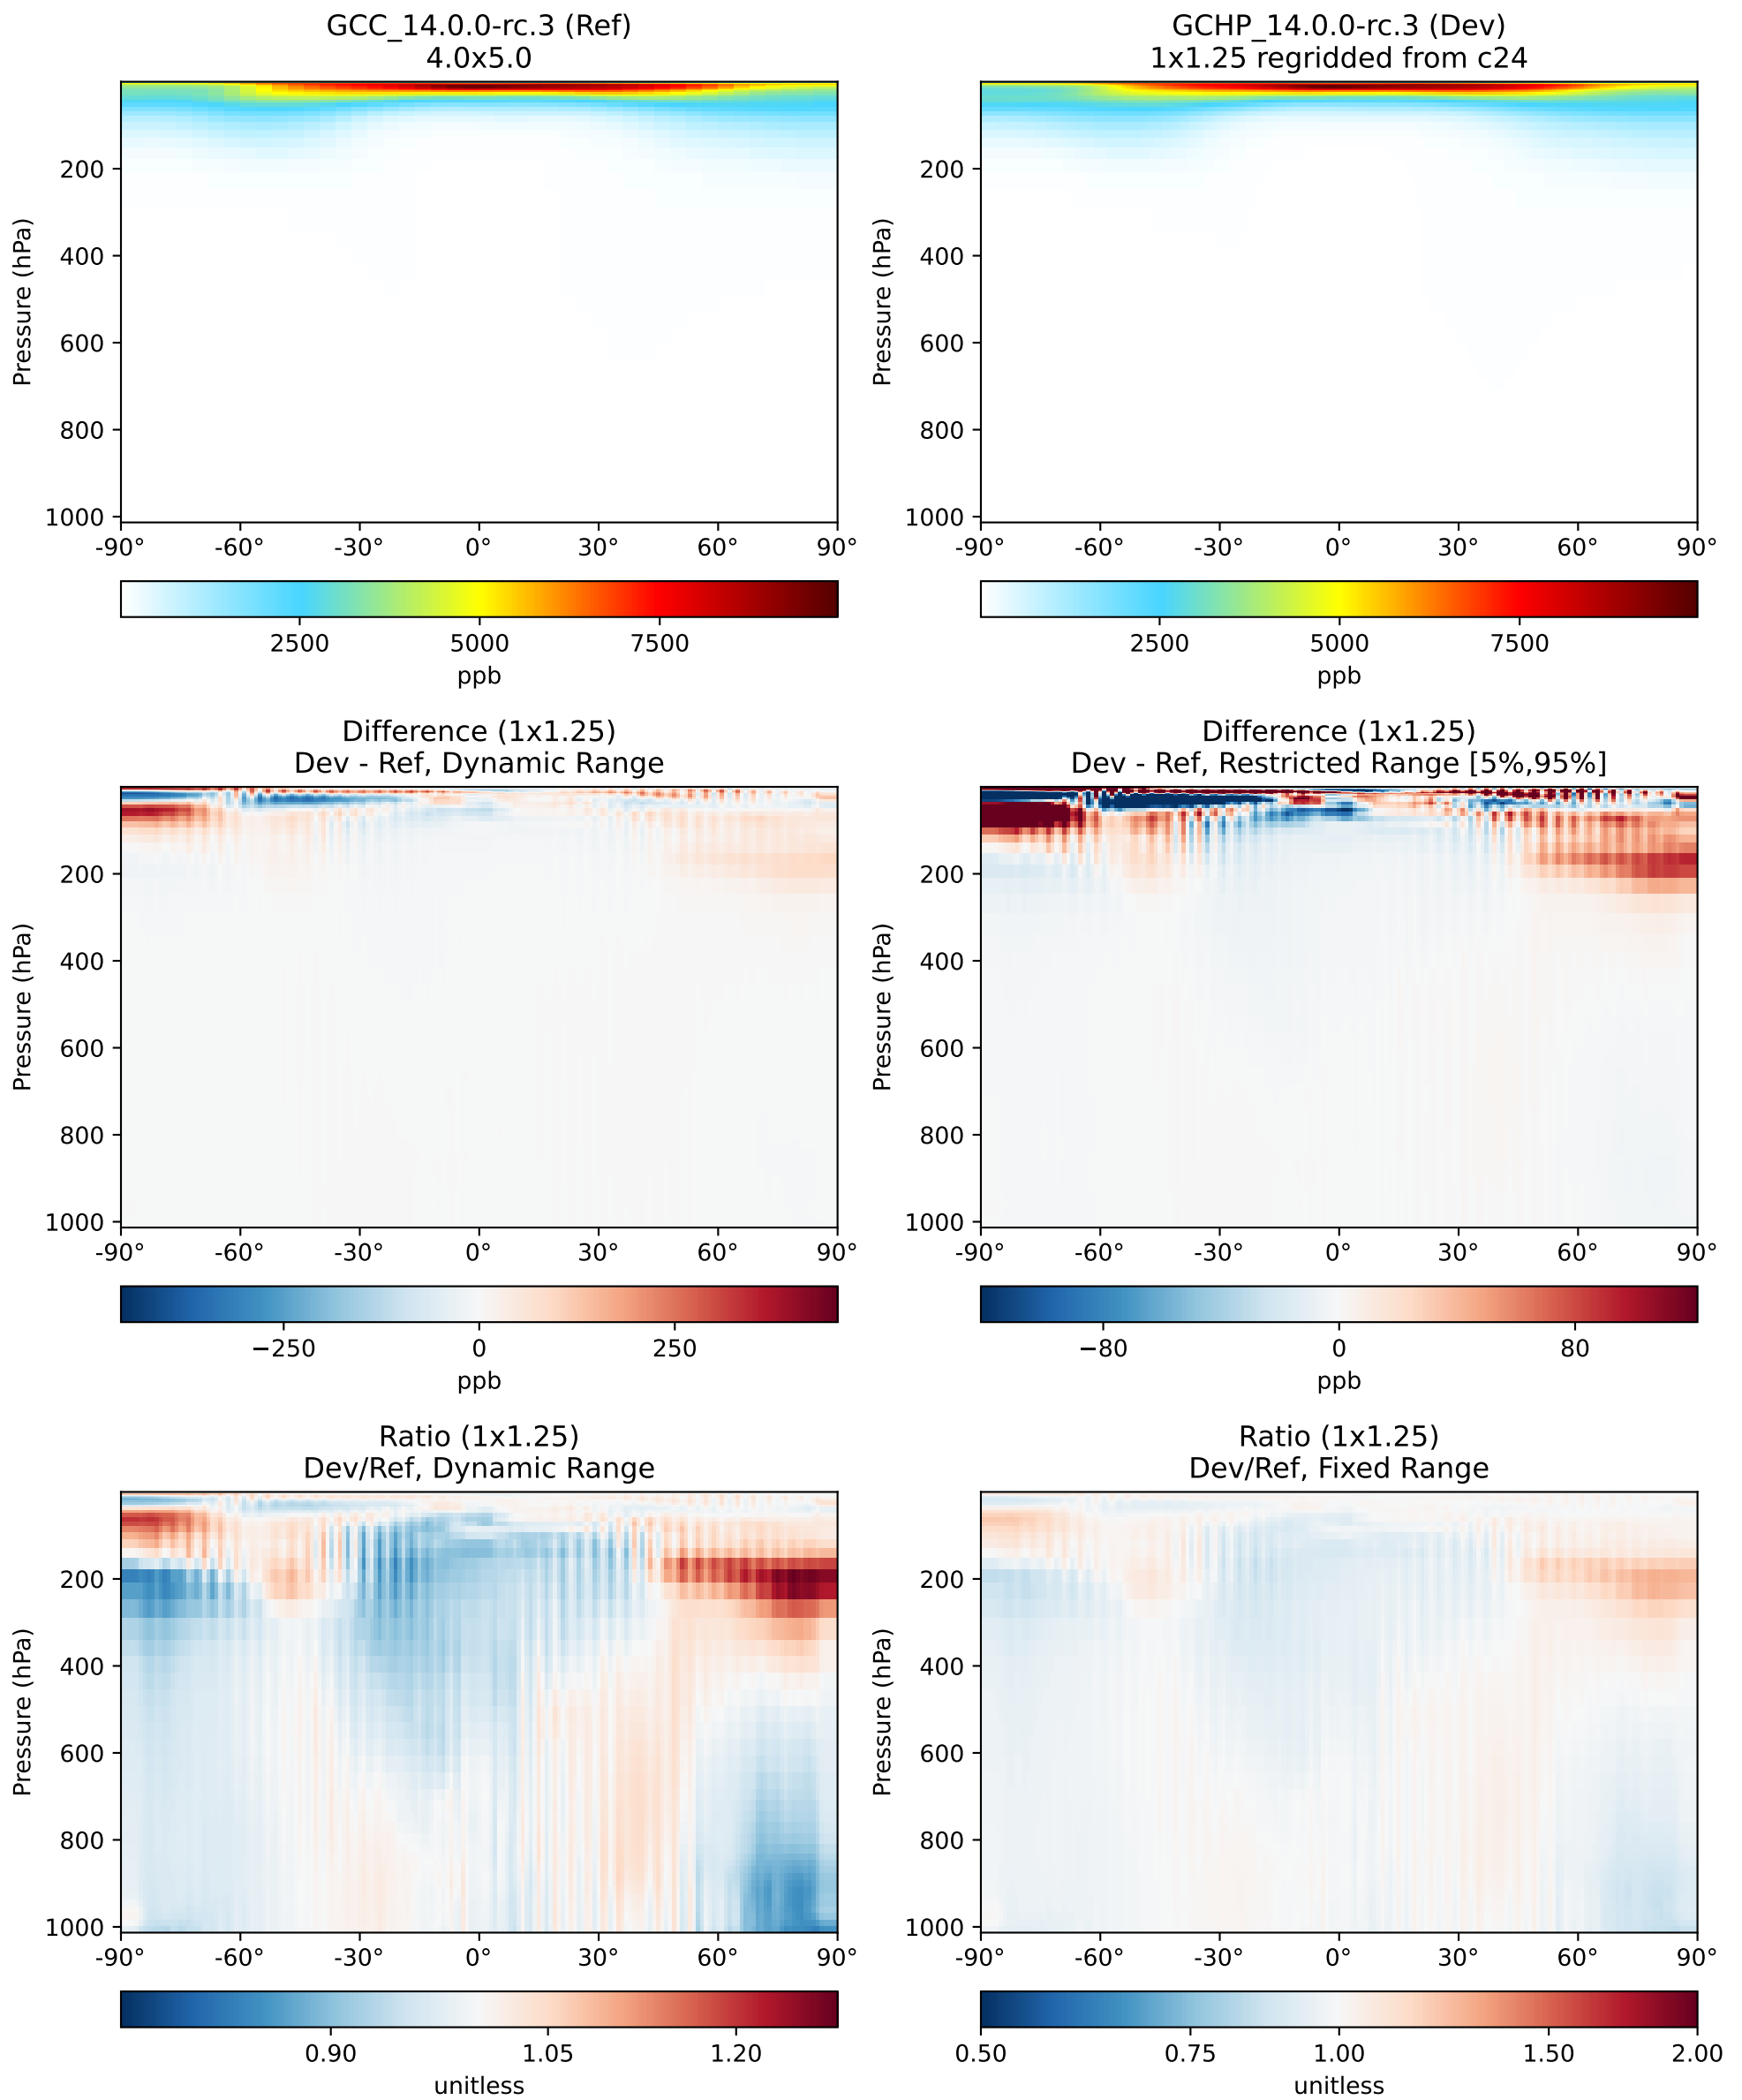 GCC_14.0.0-rc.3 (Ref)
4.0x5.0
Pressure (hPa)
200
400
600
800
1000
-90° -60° -30° 0° 30° 60° 90°
2500 5000 7500
ppb
GCHP_14.0.0-rc.3 (Dev)
1x1.25 regridded from c24
Pressure (hPa)
200
400
600
800
1000
-90° -60° -30° 0° 30° 60° 90°
2500 5000 7500
ppb
Difference (1x1.25)
Dev - Ref, Dynamic Range
Pressure (hPa)
200
400
600
800
1000
-90° -60° -30° 0° 30° 60° 90°
−250 0 250
ppb
Difference (1x1.25)
Dev - Ref, Restricted Range [5%,95%]
Pressure (hPa)
200
400
600
800
1000
-90° -60° -30° 0° 30° 60° 90°
−80 0 80
ppb
Ratio (1x1.25)
Dev/Ref, Dynamic Range
Pressure (hPa)
200
400
600
800
1000
-90° -60° -30° 0° 30° 60° 90°
0.90 1.05 1.20
unitless
Ratio (1x1.25)
Dev/Ref, Fixed Range
Pressure (hPa)
200
400
600
800
1000
-90° -60° -30° 0° 30° 60° 90°
0.50 0.75 1.00 1.50 2.00
unitless